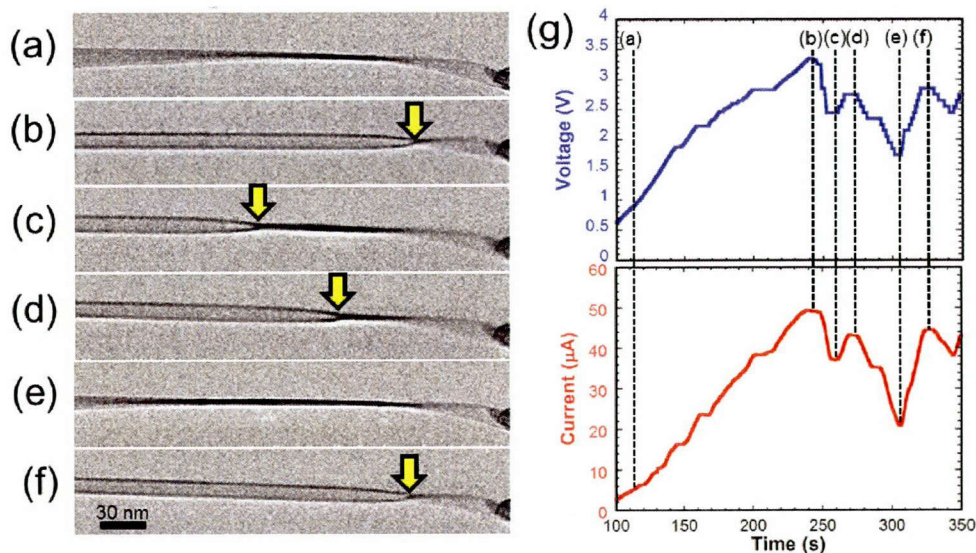 (a)
(b)
(c)
(d)
(e)
(f)
30 nm
(g)
(a) (b) (c) (d) (e) (f)
Voltage (V)
4
3.5
3
2.5
2
1.5
1
0.5
0
Current (µA)
60
50
40
30
20
10
0
100 150 200 250 300 350
Time (s)